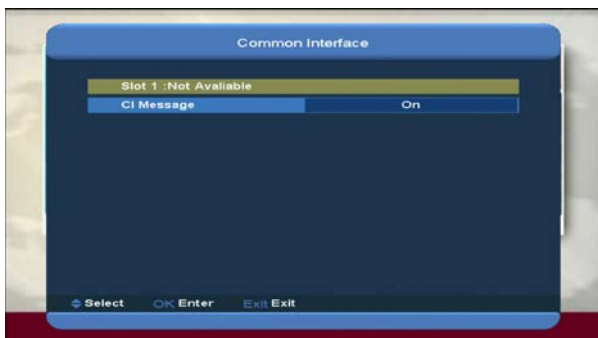 Common Interface
Slot 1 :Not Avaliable
CI Message On
Select OK Enter Exit Exit